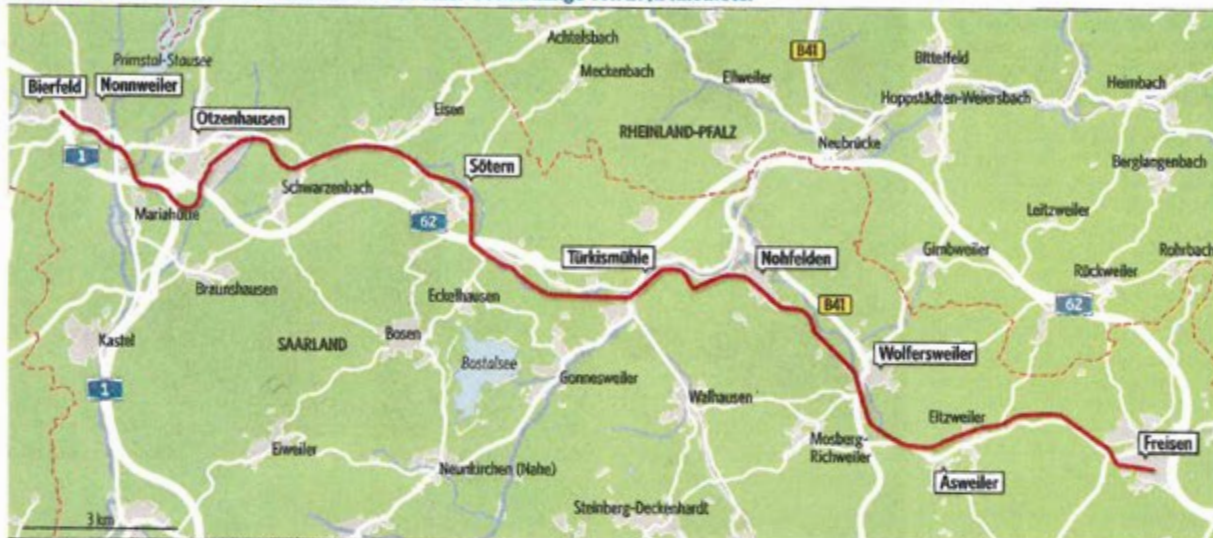 Achtelsbach
B41
Bittelfeld
Primstal-Stausee
Meckenbach
Ellweiler
Heimbach
Bierfeld
Nonnweiler
Hoppstädten-Weiersbach
Otzenhausen
Eisen
RHEINLAND-PFALZ
Neubrücke
1
Sötern
Berglangenbach
Schwarzenbach
Mariahütte
62
Leitzweiler
Türkismühle
Nohfelden
Gimbweiler
Rohrbach
Braunshausen
Rückweiler
Eckelhausen
B41
62
Kastel
SAARLAND
Bosen
Wolfersweiler
Bostalsee
Gonnesweiler
1
Walhausen
Eitzweiler
Eiweiler
Mosberg-
Richweiler
Freisen
Neunkirchen (Nahe)
Asweiler
Steinberg-Deckenhardt
3 km